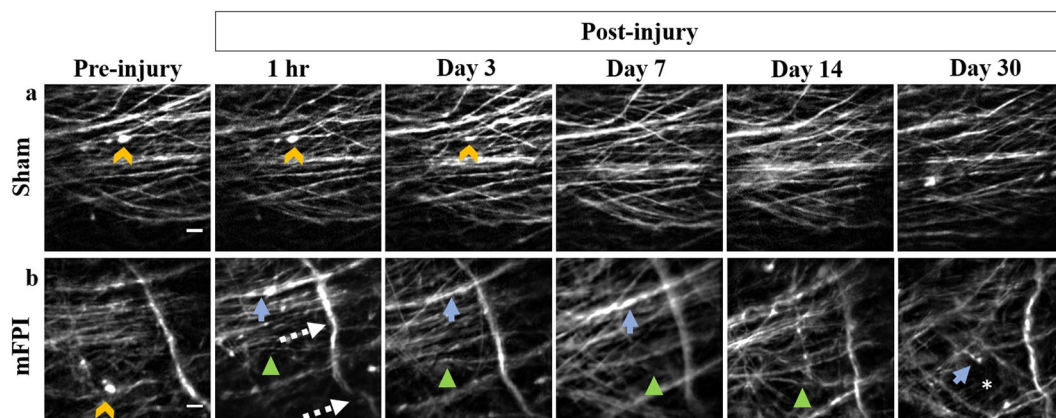 Post-injury
Pre-injury 1 hr Day 3 Day 7 Day 14 Day 30
a
Sham
b
mFPI
*